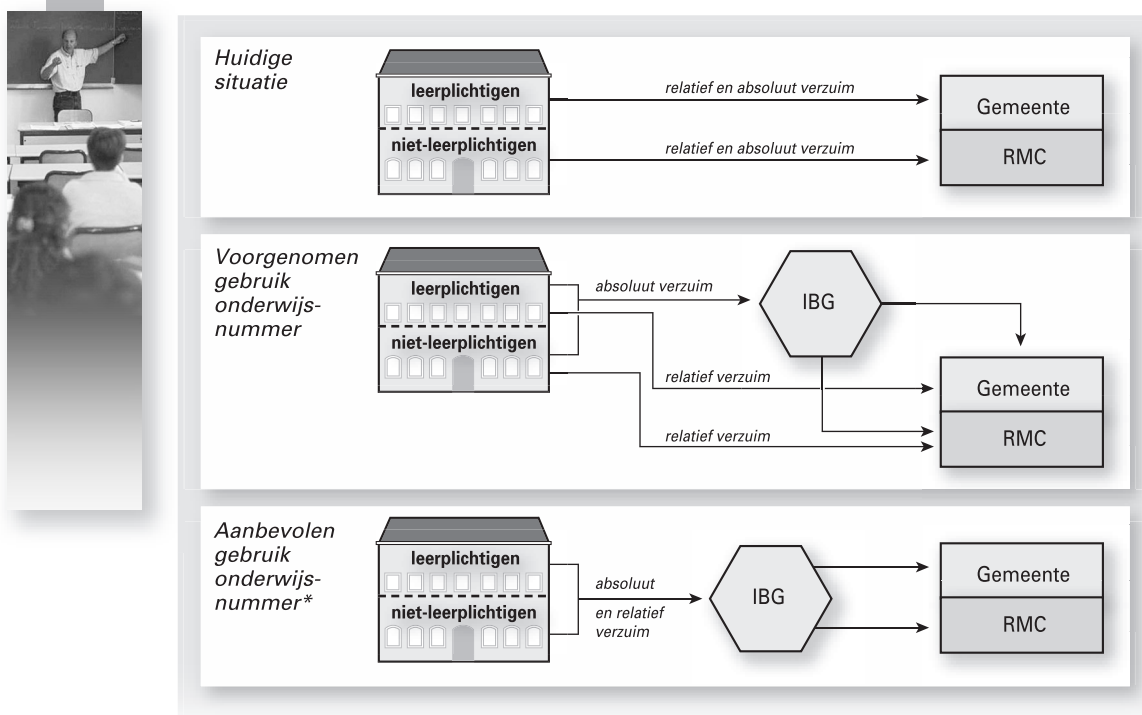 Huidige
situatie
leerplichtigen
niet-leerplichtigen
relatief en absoluut verzuim
relatief en absoluut verzuim
Gemeente
RMC
Voorgenomen
gebruik
onderwijs-
nummer
leerplichtigen
niet-leerplichtigen
absoluut verzuim
IBG
relatief verzuim
relatief verzuim
Gemeente
RMC
Aanbevolen
gebruik
onderwijs-
nummer*
leerplichtigen
niet-leerplichtigen
absoluut
en relatief
verzuim
IBG
Gemeente
RMC